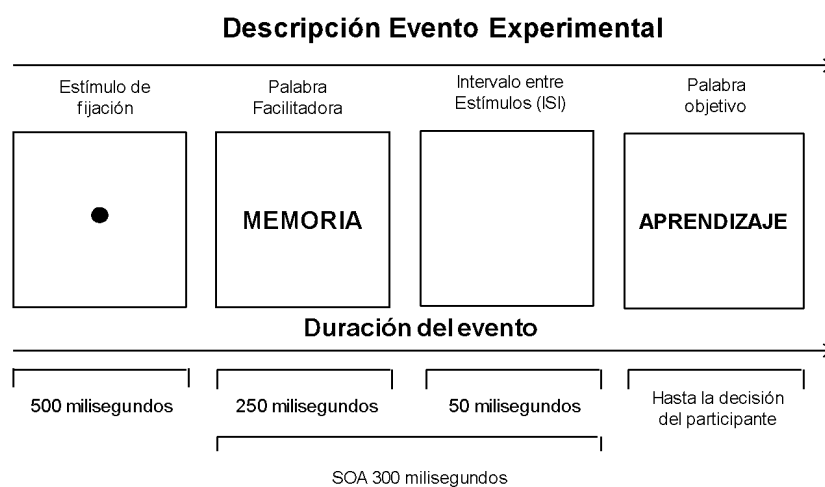 Descripción Evento Experimental
Estímulo de
fijación
Palabra
Facilitadora
Intervalo entre
Estímulos (ISI)
Palabra
objetivo
MEMORIA
APRENDIZAJE
Duración del evento
500 milisegundos
250 milisegundos
50 milisegundos
Hasta la decisión
del participante
SOA 300 milisegundos